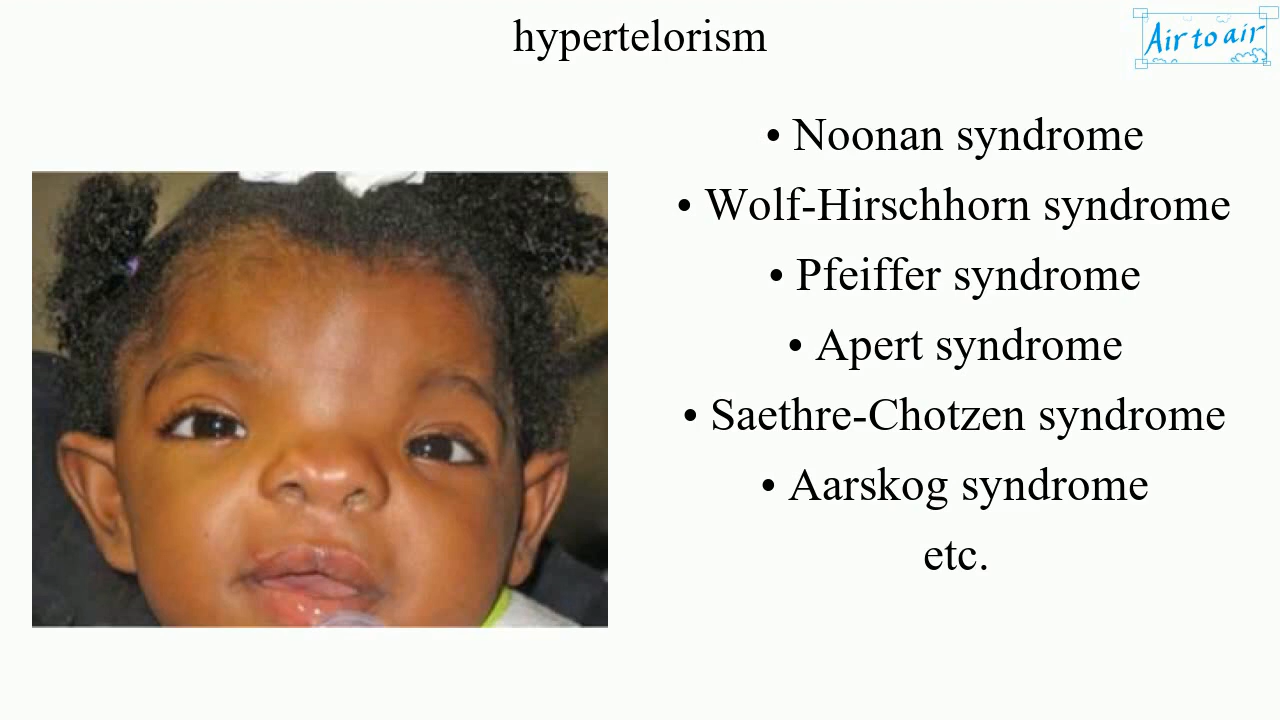 hypertelorism
Air to air
• Noonan syndrome
• Wolf-Hirschhorn syndrome
• Pfeiffer syndrome
• Apert syndrome
• Saethre-Chotzen syndrome
• Aarskog syndrome
etc.